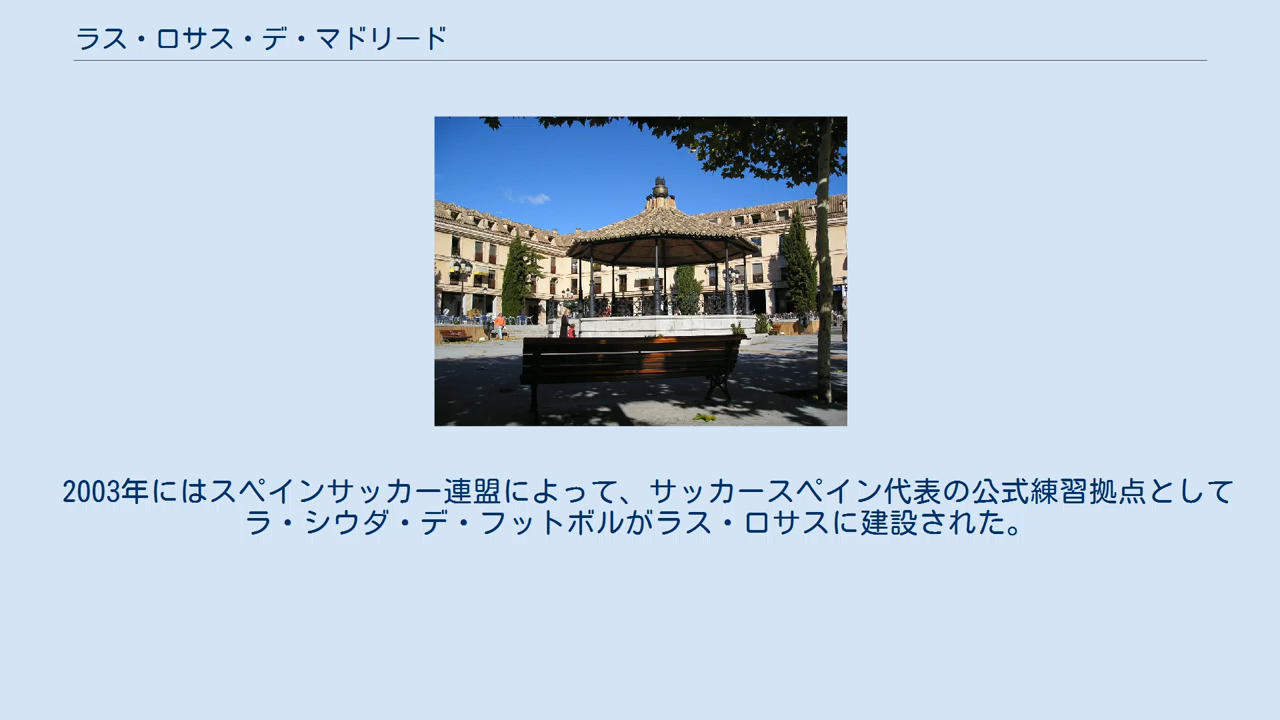 ラス・ロサス・デ・マドリード
2003年にはスペインサッカー連盟によって、サッカースペイン代表の公式練習拠点として
ラ・シウダ・デ・フットボルがラス・ロサスに建設された。